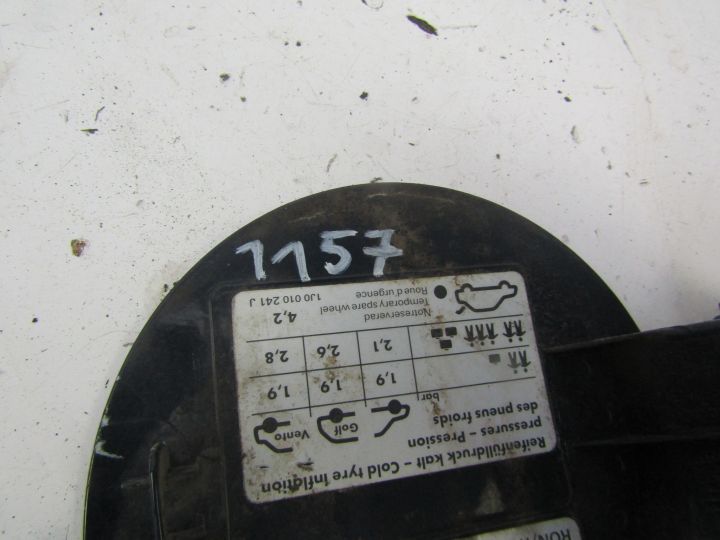 1157
Reifenfülldruck kalt - Cold tyre inflation
pressures - Pression
des pneus froids
bar
Golf
Vento
1,9 1,9 1,9
2,1 2,6 2,8
Notreserverad
Temporary spare wheel
Roue d'urgence
4,2
1J0 010 241 J